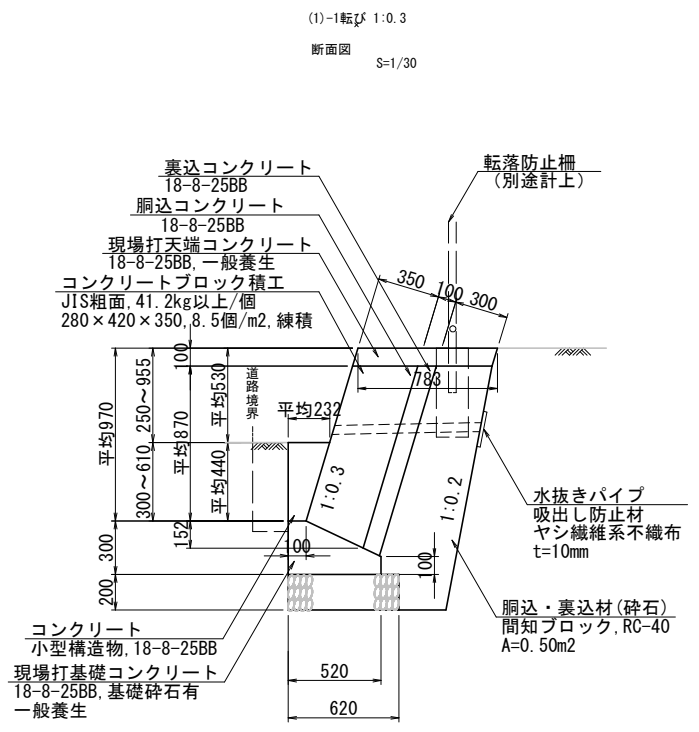 (1)-1転び 1:0.3
断面図
S=1/30
裏込コンクリート
18-8-25BB
胴込コンクリート
18-8-25BB
現場打天端コンクリート
18-8-25BB,一般養生
コンクリートブロック積工
JIS粗面,41.2kg以上/個
280×420×350,8.5個/m2,練積
転落防止柵
(別途計上)
350
100
300
783
100
道路境界
平均232
平均970
250～955
300～610
平均870
平均530
平均440
152
300
200
100
100
1:0.3
1:0.2
水抜きパイプ
吸出し防止材
ヤシ繊維系不織布
t=10mm
胴込・裏込材(砕石)
間知ブロック,RC-40
A=0.50m2
コンクリート
小型構造物,18-8-25BB
現場打基礎コンクリート
18-8-25BB,基礎砕石有
一般養生
520
620